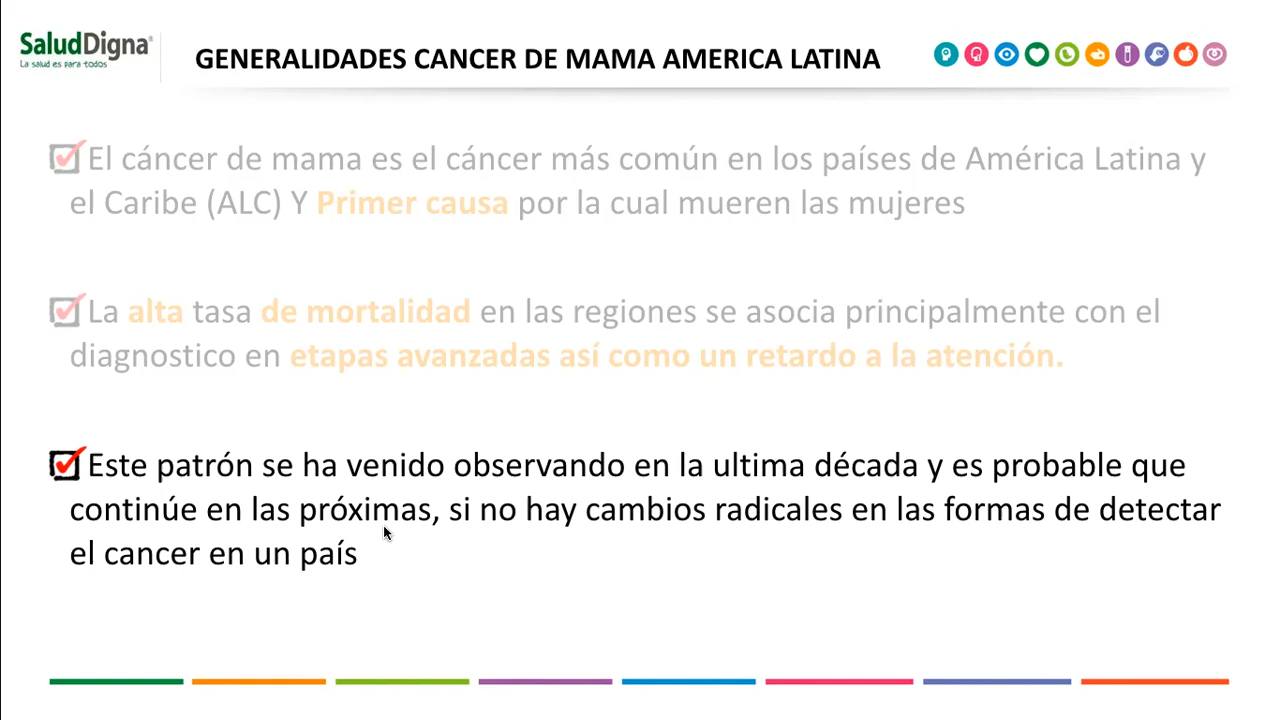 SaludDigna®
La salud es para todos
GENERALIDADES CANCER DE MAMA AMERICA LATINA
El cáncer de mama es el cáncer más común en los países de América Latina y
el Caribe (ALC) Y Primer causa por la cual mueren las mujeres
La alta tasa de mortalidad en las regiones se asocia principalmente con el
diagnostico en etapas avanzadas así como un retardo a la atención.
Este patrón se ha venido observando en la ultima década y es probable que
continúe en las próximas, si no hay cambios radicales en las formas de detectar
el cancer en un país